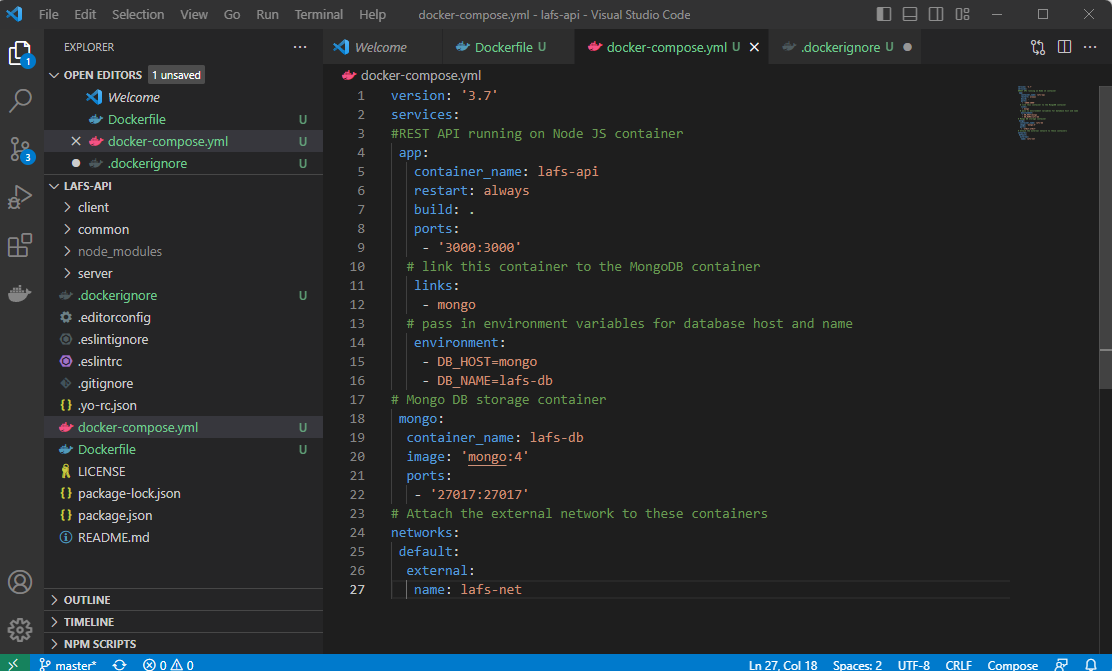 File Edit Selection View Go Run Terminal Help docker-compose.yml - lafs-api - Visual Studio Code
EXPLORER
OPEN EDITORS 1 unsaved
Welcome
Dockerfile U
docker-compose.yml U
.dockerignore U
LAFS-API
client
common
node_modules
server
.dockerignore U
.editorconfig
.eslintignore
.eslintrc
.gitignore
.yo-rc.json
docker-compose.yml U
Dockerfile U
LICENSE
package-lock.json
package.json
README.md
OUTLINE
TIMELINE
NPM SCRIPTS
1
3
Welcome Dockerfile U docker-compose.yml U .dockerignore U
docker-compose.yml
1 version: '3.7'
2 services:
3 #REST API running on Node JS container
4 app:
5 container_name: lafs-api
6 restart: always
7 build: .
8 ports:
9 - '3000:3000'
10 # link this container to the MongoDB container
11 links:
12 - mongo
13 # pass in environment variables for database host and name
14 environment:
15 - DB_HOST=mongo
16 - DB_NAME=lafs-db
17 # Mongo DB storage container
18 mongo:
19 container_name: lafs-db
20 image: 'mongo:4'
21 ports:
22 - '27017:27017'
23 # Attach the external network to these containers
24 networks:
25 default:
26 external:
27 name: lafs-net
master* 0 0 Ln 27, Col 18 Spaces: 2 UTF-8 CRLF Compose